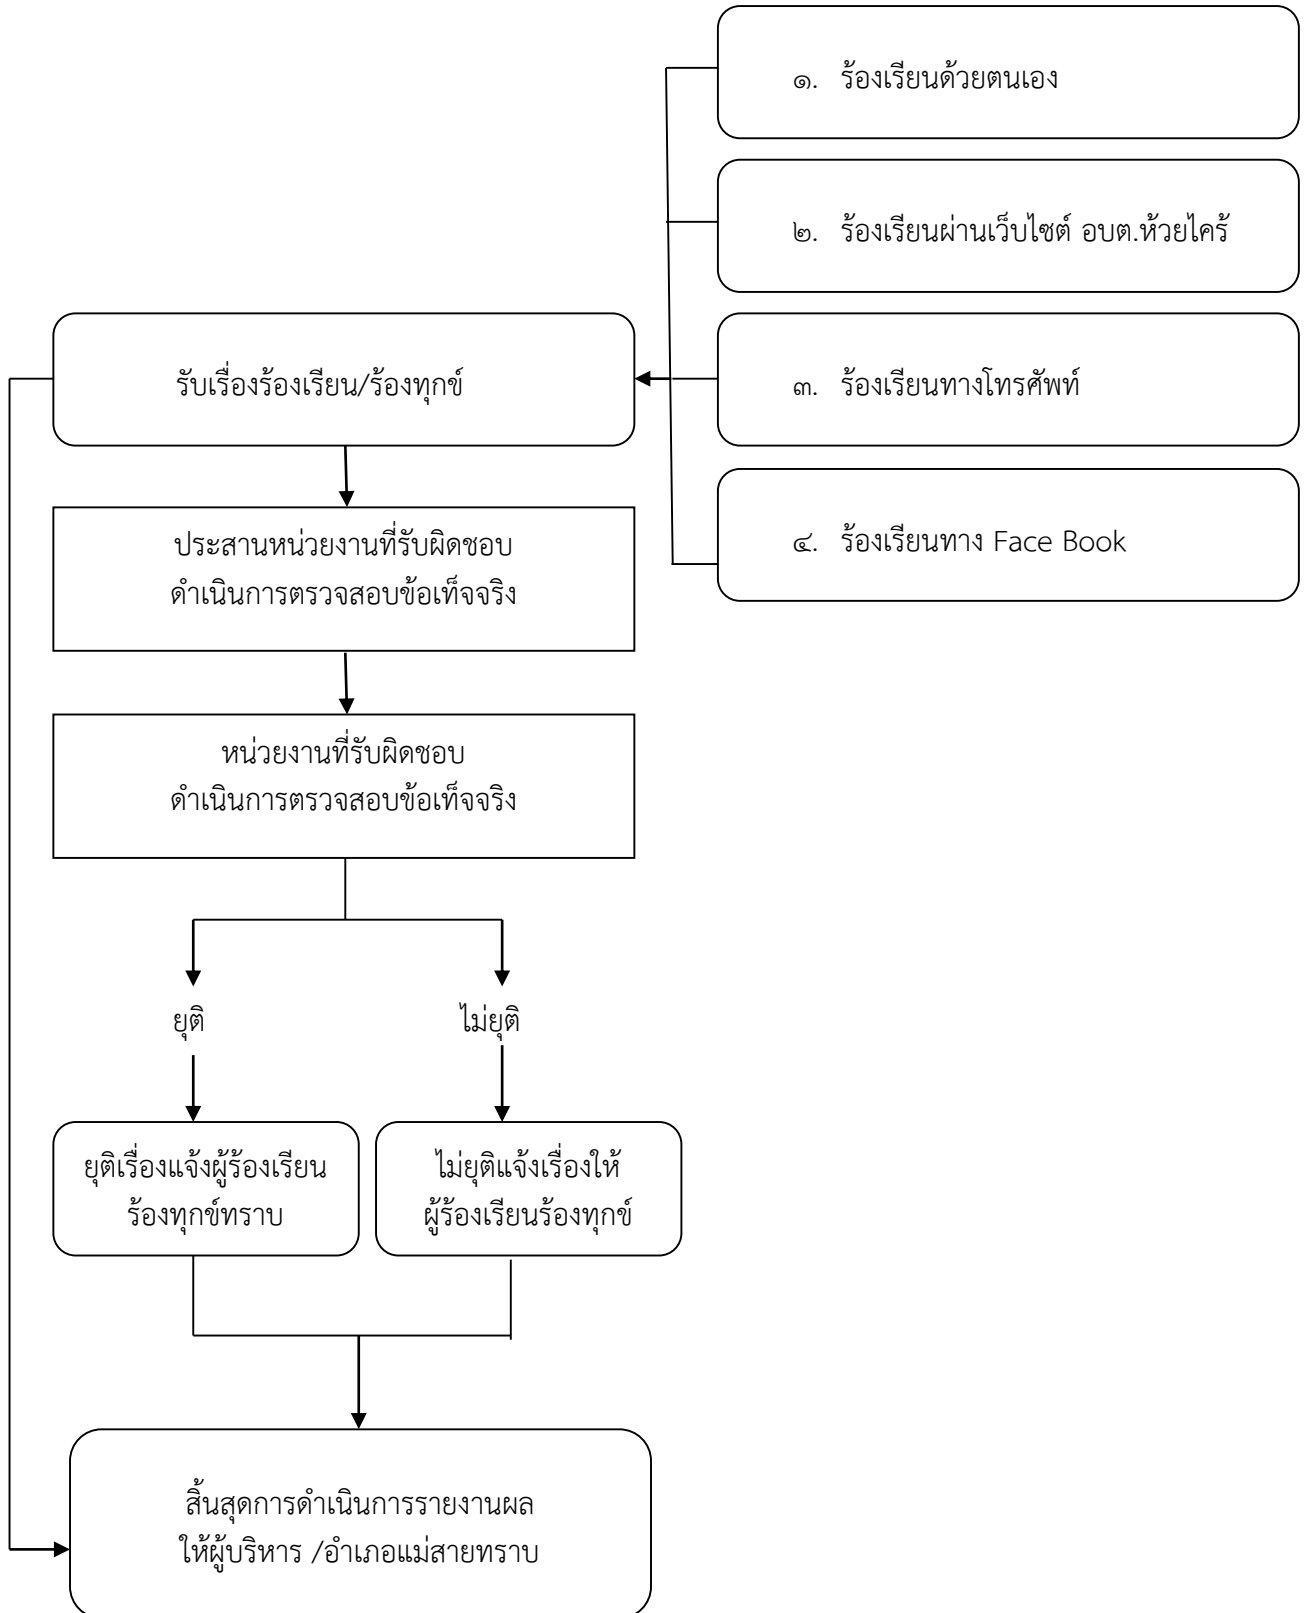 ๑. ร้องเรียนด้วยตนเอง
๒. ร้องเรียนผ่านเว็บไซต์ อบต.ห้วยไคร้
รับเรื่องร้องเรียน/ร้องทุกข์
๓. ร้องเรียนทางโทรศัพท์
๔. ร้องเรียนทาง Face Book
ประสานหน่วยงานที่รับผิดชอบ
ดำเนินการตรวจสอบข้อเท็จจริง
หน่วยงานที่รับผิดชอบ
ดำเนินการตรวจสอบข้อเท็จจริง
ยุติ
ไม่ยุติ
ยุติเรื่องแจ้งผู้ร้องเรียน
ร้องทุกข์ทราบ
ไม่ยุติแจ้งเรื่องให้
ผู้ร้องเรียนร้องทุกข์
สิ้นสุดการดำเนินการรายงานผล
ให้ผู้บริหาร /อำเภอแม่สายทราบ